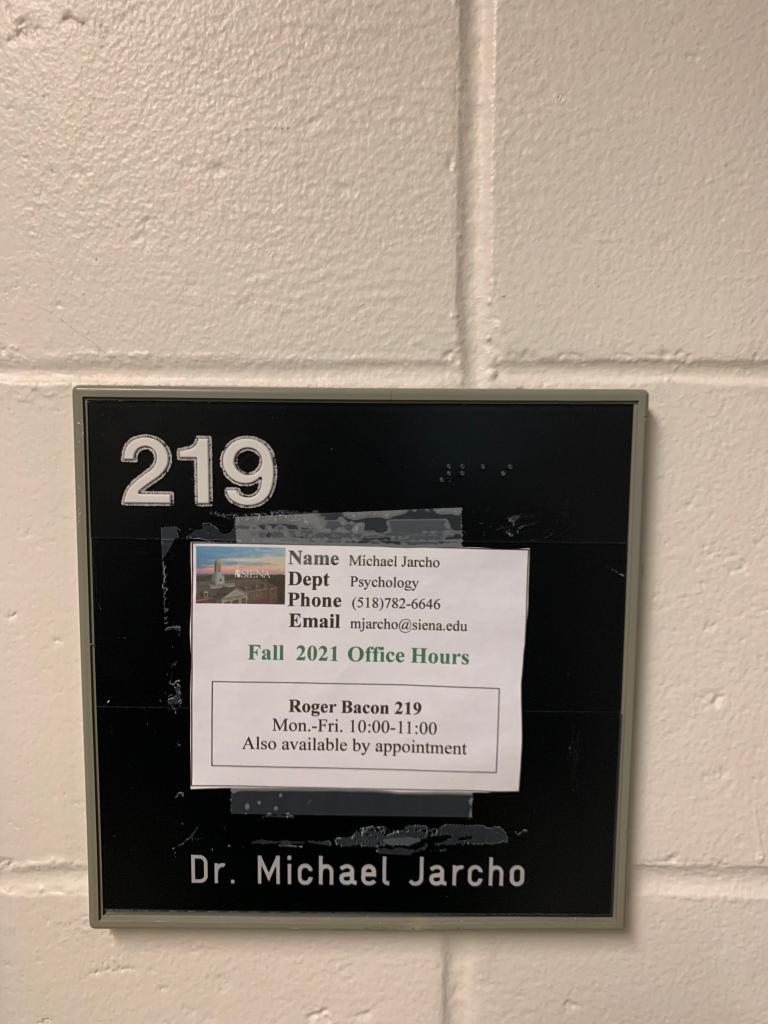 219
SIENA
Name Michael Jarcho
Dept Psychology
Phone (518)782-6646
Email mjarcho@siena.edu
Fall 2021 Office Hours
Roger Bacon 219
Mon.-Fri. 10:00-11:00
Also available by appointment
Dr. Michael Jarcho